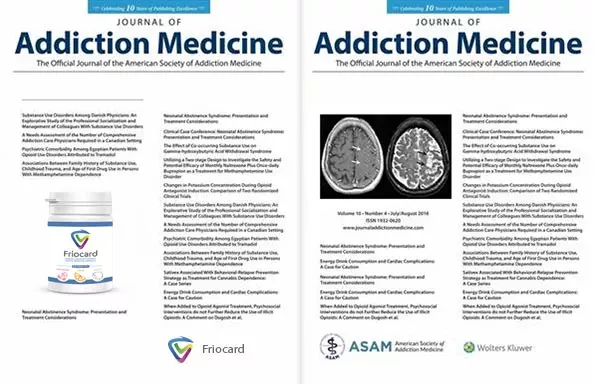 Celebrating 10 Years of Publishing Excellence
JOURNAL OF
Addiction Medicine
The Official Journal of the American Society of Addiction Medicine
Substance Use Disorders Among Danish Physicians: An
Explorative Study of the Professional Socialization and
Management of Colleagues With Substance Use Disorders
A Needs Assessment of the Number of Comprehensive
Addiction Care Physicians Required in a Canadian Setting
Psychiatric Comorbidity Among Egyptian Patients With
Opioid Use Disorders Attributed to Tramadol
Associations Between Family History of Substance Use,
Childhood Trauma, and Age of First Drug Use in Persons
With Methamphetamine Dependence
Friocard
Neonatal Abstinence Syndrome: Presentation and
Treatment Considerations
Neonatal Abstinence Syndrome: Presentation and
Treatment Considerations
Clinical Case Conference: Neonatal Abstinence Syndrome:
Presentation and Treatment Considerations
The Effect of Co-occurring Substance Use on
Gamma-hydroxybutyric Acid Withdrawal Syndrome
Utilizing a Two-stage Design to Investigate the Safety and
Potential Efficacy of Monthly Naltrexone Plus Once-daily
Bupropion as a Treatment for Methamphetamine Use
Disorder
Changes in Potassium Concentration During Opioid
Antagonist Induction: Comparison of Two Randomized
Clinical Trials
Substance Use Disorders Among Danish Physicians: An
Explorative Study of the Professional Socialization and
Management of Colleagues With Substance Use Disorders
A Needs Assessment of the Number of Comprehensive
Addiction Care Physicians Required in a Canadian Setting
Psychiatric Comorbidity Among Egyptian Patients With
Opioid Use Disorders Attributed to Tramadol
Associations Between Family History of Substance Use,
Childhood Trauma, and Age of First Drug Use in Persons
With Methamphetamine Dependence
Sativex Associated With Behavioral-Relapse Prevention
Strategy as Treatment for Cannabis Dependence:
A Case Series
Energy Drink Consumption and Cardiac Complications:
A Case for Caution
When Added to Opioid Agonist Treatment, Psychosocial
Interventions do not Further Reduce the Use of Illicit
Opioids: A Comment on Dugosh et al.
Friocard
Celebrating 10 Years of Publishing Excellence
JOURNAL OF
Addiction Medicine
The Official Journal of the American Society of Addiction Medicine
Volume 10 • Number 4 • July/August 2016
ISSN 1932-0620
www.journaladdictionmedicine.com
Neonatal Abstinence Syndrome: Presentation and
Treatment Considerations
Energy Drink Consumption and Cardiac Complications:
A Case for Caution
Neonatal Abstinence Syndrome: Presentation and
Treatment Considerations
Energy Drink Consumption and Cardiac Complications:
A Case for Caution
Neonatal Abstinence Syndrome: Presentation and
Treatment Considerations
Clinical Case Conference: Neonatal Abstinence Syndrome:
Presentation and Treatment Considerations
The Effect of Co-occurring Substance Use on
Gamma-hydroxybutyric Acid Withdrawal Syndrome
Utilizing a Two-stage Design to Investigate the Safety and
Potential Efficacy of Monthly Naltrexone Plus Once-daily
Bupropion as a Treatment for Methamphetamine Use
Disorder
Changes in Potassium Concentration During Opioid
Antagonist Induction: Comparison of Two Randomized
Clinical Trials
Substance Use Disorders Among Danish Physicians: An
Explorative Study of the Professional Socialization and
Management of Colleagues With Substance Use Disorders
A Needs Assessment of the Number of Comprehensive
Addiction Care Physicians Required in a Canadian Setting
Psychiatric Comorbidity Among Egyptian Patients With
Opioid Use Disorders Attributed to Tramadol
Associations Between Family History of Substance Use,
Childhood Trauma, and Age of First Drug Use in Persons
With Methamphetamine Dependence
Sativex Associated With Behavioral-Relapse Prevention
Strategy as Treatment for Cannabis Dependence:
A Case Series
Energy Drink Consumption and Cardiac Complications:
A Case for Caution
When Added to Opioid Agonist Treatment, Psychosocial
Interventions do not Further Reduce the Use of Illicit
Opioids: A Comment on Dugosh et al.
ASAM American Society of
Addiction Medicine
Wolters Kluwer